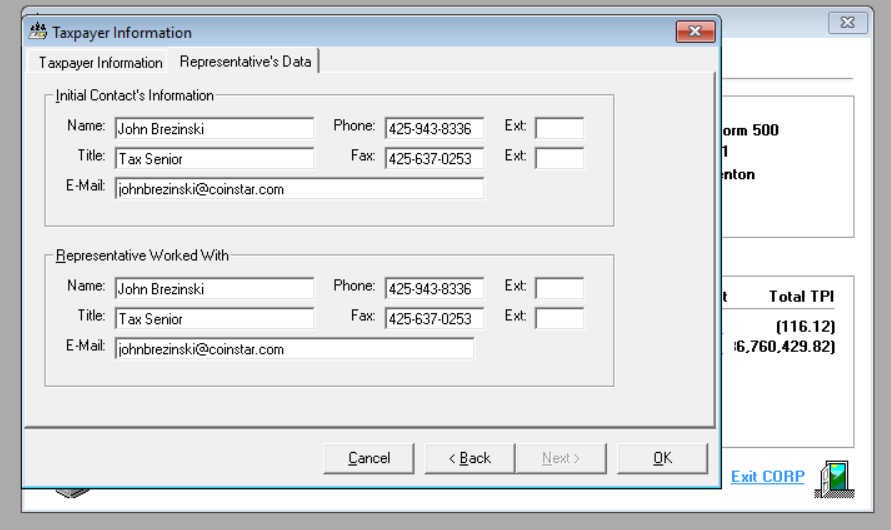 Taxpayer Information
Taxpayer Information Representative's Data
Initial Contact's Information
Name: John Brezinski Phone: 425-943-8336 Ext:
Title: Tax Senior Fax: 425-637-0253 Ext:
E-Mail: johnbrezinski@coinstar.com
Representative Worked With
Name: John Brezinski Phone: 425-943-8336 Ext:
Title: Tax Senior Fax: 425-637-0253 Ext:
E-Mail: johnbrezinski@coinstar.com
Cancel < Back Next > OK
orm 500
1
enton
t Total TPI
(116.12)
6,760,429.82)
Exit CORP